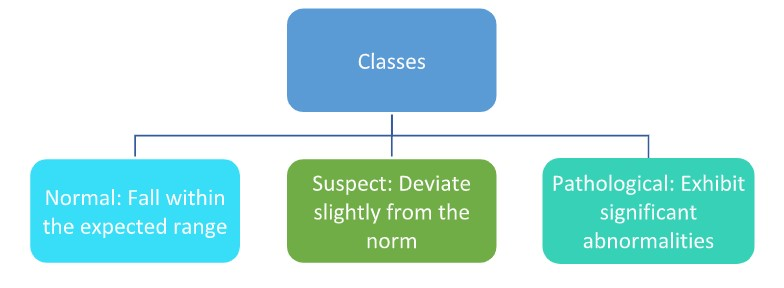 Classes
Normal: Fall within
the expected range
Suspect: Deviate
slightly from the
norm
Pathological: Exhibit
significant
abnormalities